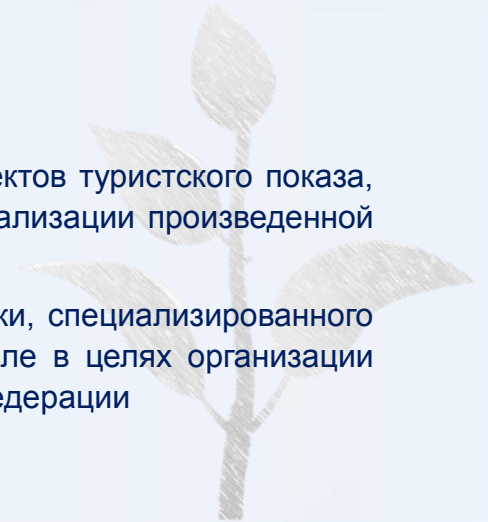 ектов туристского показа,
ализации произведенной
ки, специализированного
ле в целях организации
едерации